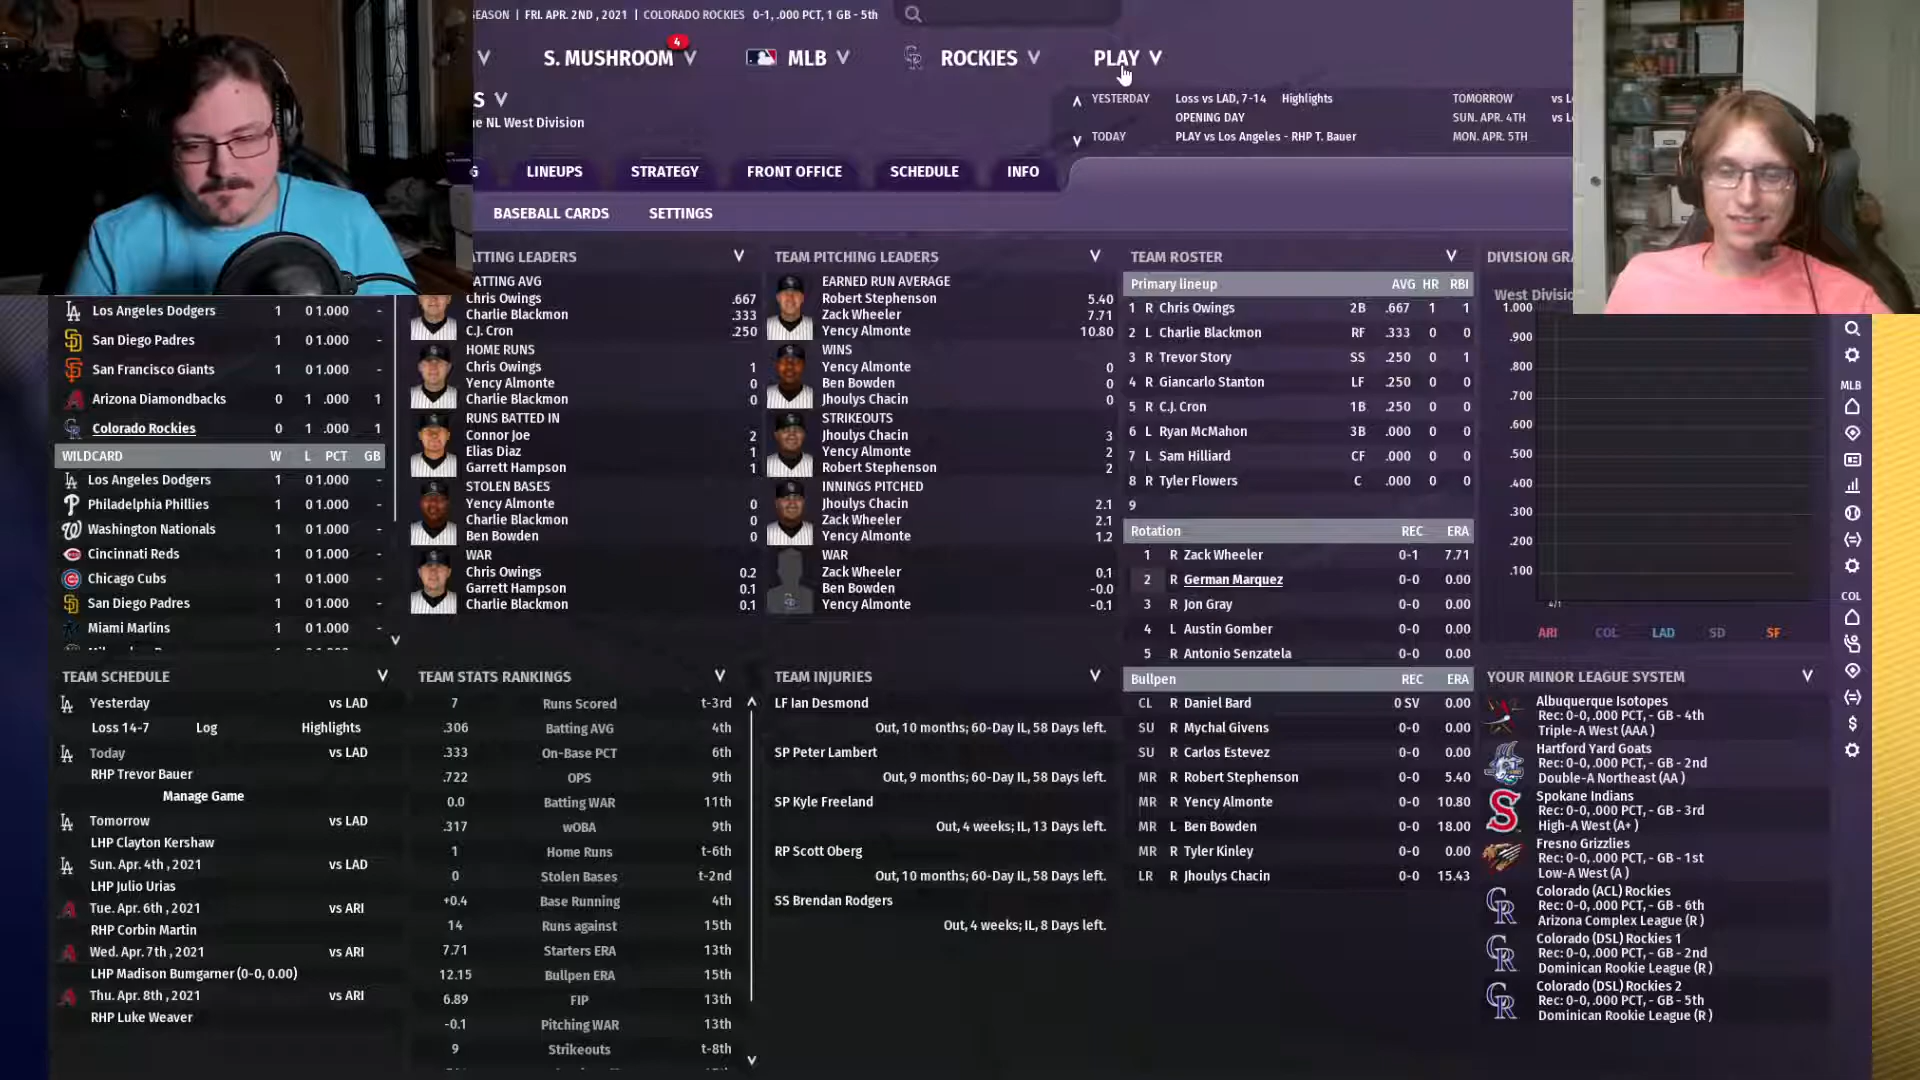 EASON | FRI. APR. 2ND , 2021 | COLORADO ROCKIES 0-1, .000 PCT, 1 GB - 5th
S. MUSHROOM 4 MLB ROCKIES PLAY
S
e NL West Division
YESTERDAY Loss vs LAD, 7-14 Highlights
OPENING DAY
TODAY PLAY vs Los Angeles - RHP T. Bauer
TOMORROW vs L
SUN. APR. 4TH vs L
MON. APR. 5TH
G LINEUPS STRATEGY FRONT OFFICE SCHEDULE INFO
BASEBALL CARDS SETTINGS
Los Angeles Dodgers 1 0 1.000 -
San Diego Padres 1 0 1.000 -
San Francisco Giants 1 0 1.000 -
Arizona Diamondbacks 0 1 .000 1
Colorado Rockies 0 1 .000 1
WILDCARD W L PCT GB
Los Angeles Dodgers 1 0 1.000 -
Philadelphia Phillies 1 0 1.000 -
Washington Nationals 1 0 1.000 -
Cincinnati Reds 1 0 1.000 -
Chicago Cubs 1 0 1.000 -
San Diego Padres 1 0 1.000 -
Miami Marlins 1 0 1.000 -
TTING LEADERS
ATTING AVG
Chris Owings .667
Charlie Blackmon .333
C.J. Cron .250
HOME RUNS
Chris Owings 1
Yency Almonte 0
Charlie Blackmon 0
RUNS BATTED IN
Connor Joe 2
Elias Diaz 1
Garrett Hampson 1
STOLEN BASES
Yency Almonte 0
Charlie Blackmon 0
Ben Bowden 0
WAR
Chris Owings 0.2
Garrett Hampson 0.1
Charlie Blackmon 0.1
TEAM PITCHING LEADERS
EARNED RUN AVERAGE
Robert Stephenson 5.40
Zack Wheeler 7.71
Yency Almonte 10.80
WINS
Yency Almonte 0
Ben Bowden 0
Jhoulys Chacin 0
STRIKEOUTS
Jhoulys Chacin 3
Yency Almonte 2
Robert Stephenson 2
INNINGS PITCHED
Jhoulys Chacin 2.1
Zack Wheeler 2.1
Yency Almonte 1.2
WAR
Zack Wheeler 0.1
Ben Bowden -0.0
Yency Almonte -0.1
TEAM ROSTER
Primary lineup AVG HR RBI
1 R Chris Owings 2B .667 1 1
2 L Charlie Blackmon RF .333 0 0
3 R Trevor Story SS .250 0 1
4 R Giancarlo Stanton LF .250 0 0
5 R C.J. Cron 1B .250 0 0
6 L Ryan McMahon 3B .000 0 0
7 L Sam Hilliard CF .000 0 0
8 R Tyler Flowers C .000 0 0
9
Rotation REC ERA
1 R Zack Wheeler 0-1 7.71
2 R German Marquez 0-0 0.00
3 R Jon Gray 0-0 0.00
4 L Austin Gomber 0-0 0.00
5 R Antonio Senzatela 0-0 0.00
Bullpen REC ERA
CL R Daniel Bard 0 SV 0.00
SU R Mychal Givens 0-0 0.00
SU R Carlos Estevez 0-0 0.00
MR R Robert Stephenson 0-0 5.40
MR R Yency Almonte 0-0 10.80
MR L Ben Bowden 0-0 18.00
MR R Tyler Kinley 0-0 0.00
LR R Jhoulys Chacin 0-0 15.43
DIVISION GRA
West Divisio
1.000
.900
.800
.700
.600
.500
.400
.300
.200
.100
4/1
ARI COL LAD SD SF
MLB
COL
TEAM SCHEDULE
Yesterday vs LAD
Loss 14-7 Log Highlights
Today vs LAD
RHP Trevor Bauer
Manage Game
Tomorrow vs LAD
LHP Clayton Kershaw
Sun. Apr. 4th , 2021 vs LAD
LHP Julio Urias
Tue. Apr. 6th , 2021 vs ARI
RHP Corbin Martin
Wed. Apr. 7th , 2021 vs ARI
LHP Madison Bumgarner (0-0, 0.00)
Thu. Apr. 8th , 2021 vs ARI
RHP Luke Weaver
TEAM STATS RANKINGS
7 Runs Scored t-3rd
.306 Batting AVG 4th
.333 On-Base PCT 6th
.722 OPS 9th
0.0 Batting WAR 11th
.317 wOBA 9th
1 Home Runs t-6th
0 Stolen Bases t-2nd
+0.4 Base Running 4th
14 Runs against 15th
7.71 Starters ERA 13th
12.15 Bullpen ERA 15th
6.89 FIP 13th
-0.1 Pitching WAR 13th
9 Strikeouts t-8th
TEAM INJURIES
LF Ian Desmond
Out, 10 months; 60-Day IL, 58 Days left.
SP Peter Lambert
Out, 9 months; 60-Day IL, 58 Days left.
SP Kyle Freeland
Out, 4 weeks; IL, 13 Days left.
RP Scott Oberg
Out, 10 months; 60-Day IL, 58 Days left.
SS Brendan Rodgers
Out, 4 weeks; IL, 8 Days left.
YOUR MINOR LEAGUE SYSTEM
Albuquerque Isotopes
Rec: 0-0, .000 PCT, - GB - 4th
Triple-A West (AAA )
Hartford Yard Goats
Rec: 0-0, .000 PCT, - GB - 2nd
Double-A Northeast (AA )
Spokane Indians
Rec: 0-0, .000 PCT, - GB - 3rd
High-A West (A+ )
Fresno Grizzlies
Rec: 0-0, .000 PCT, - GB - 1st
Low-A West (A )
Colorado (ACL) Rockies
Rec: 0-0, .000 PCT, - GB - 6th
Arizona Complex League (R )
Colorado (DSL) Rockies 1
Rec: 0-0, .000 PCT, - GB - 2nd
Dominican Rookie League (R )
Colorado (DSL) Rockies 2
Rec: 0-0, .000 PCT, - GB - 5th
Dominican Rookie League (R )